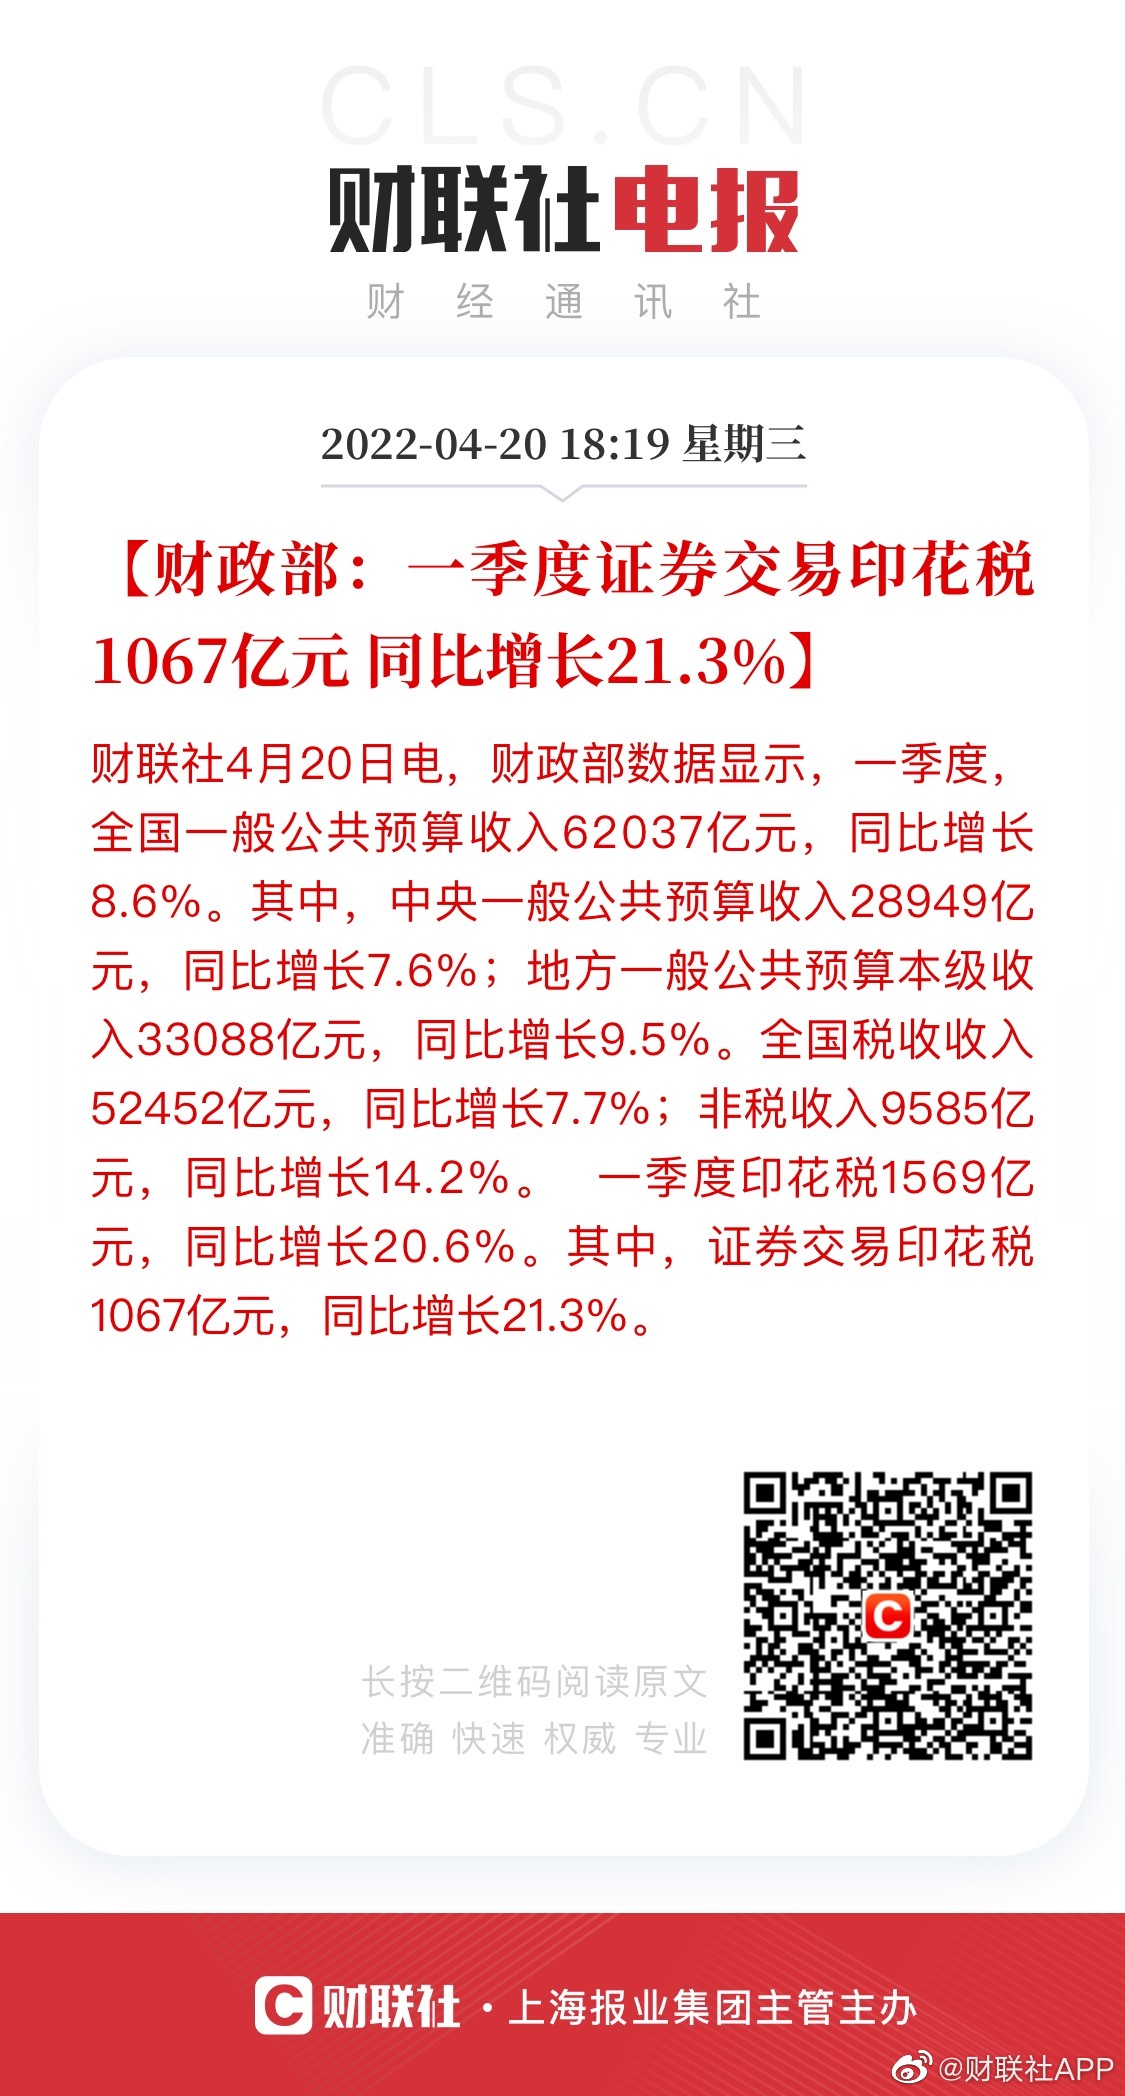 CLS.CN
财联社电报
财经通讯社
2022-04-20 18:19 星期三
【财政部：一季度证券交易印花税
1067亿元 同比增长21.3%】
财联社4月20日电，财政部数据显示，一季度，
全国一般公共预算收入62037亿元，同比增长
8.6%。其中，中央一般公共预算收入28949亿
元，同比增长7.6%；地方一般公共预算本级收
入33088亿元，同比增长9.5%。全国税收收入
52452亿元，同比增长7.7%；非税收入9585亿
元，同比增长14.2%。 一季度印花税1569亿
元，同比增长20.6%。其中，证券交易印花税
1067亿元，同比增长21.3%。
长按二维码阅读原文
准确 快速 权威 专业
C
C 财联社·上海报业集团主管主办
@财联社APP